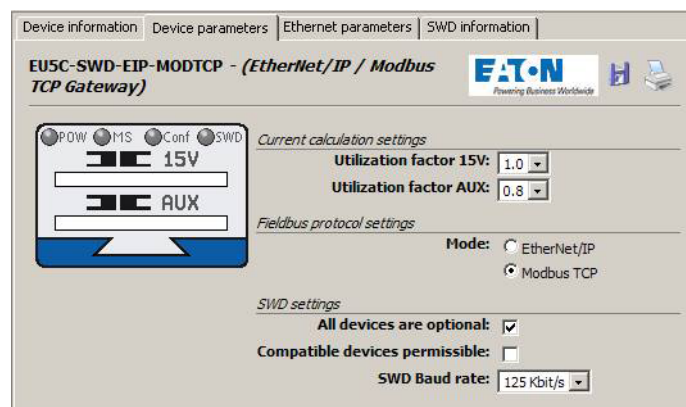 Device information Device parameters Ethernet parameters SWD information
EU5C-SWD-EIP-MODTCP - (EtherNet/IP / Modbus
TCP Gateway)
EATON
Powering Business Worldwide
POW MS Conf SWD
15V
AUX
Current calculation settings
Utilization factor 15V: 1.0
Utilization factor AUX: 0.8
Fieldbus protocol settings
Mode: EtherNet/IP
Modbus TCP
SWD settings
All devices are optional:
Compatible devices permissible:
SWD Baud rate: 125 Kbit/s